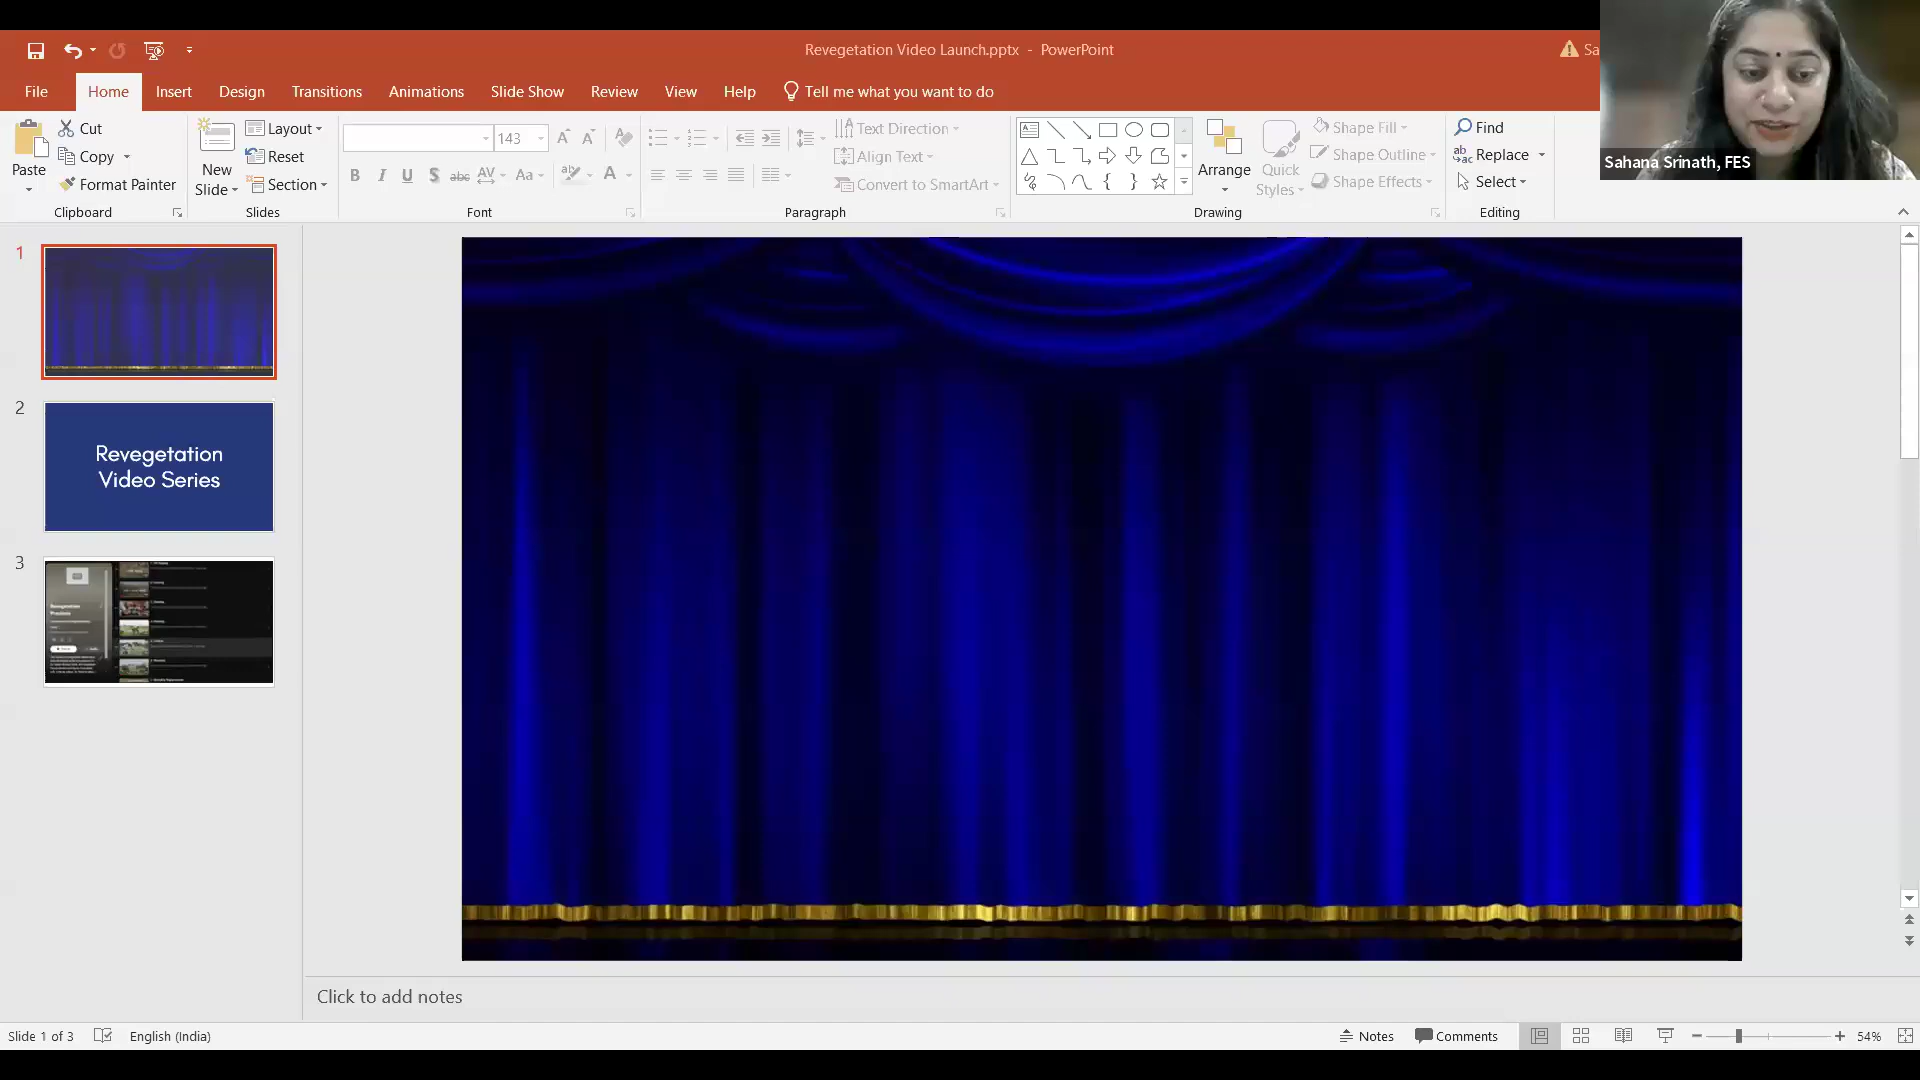 Revegetation Video Launch.pptx - PowerPoint
Sa
File Home Insert Design Transitions Animations Slide Show Review View Help Tell me what you want to do
Sahana Srinath, FES
Paste
Cut
Copy
Format Painter
Clipboard
New
Slide
Layout
Reset
Section
Slides
143
B I U S abc AV Aa A
Font
Text Direction
Align Text
Convert to SmartArt
Paragraph
Arrange
Quick
Styles
Shape Fill
Shape Outline
Shape Effects
Drawing
Find
Replace
Select
Editing
1
2
Revegetation
Video Series
3
Revegetation
Click to add notes
Slide 1 of 3 English (India) Notes Comments 54%